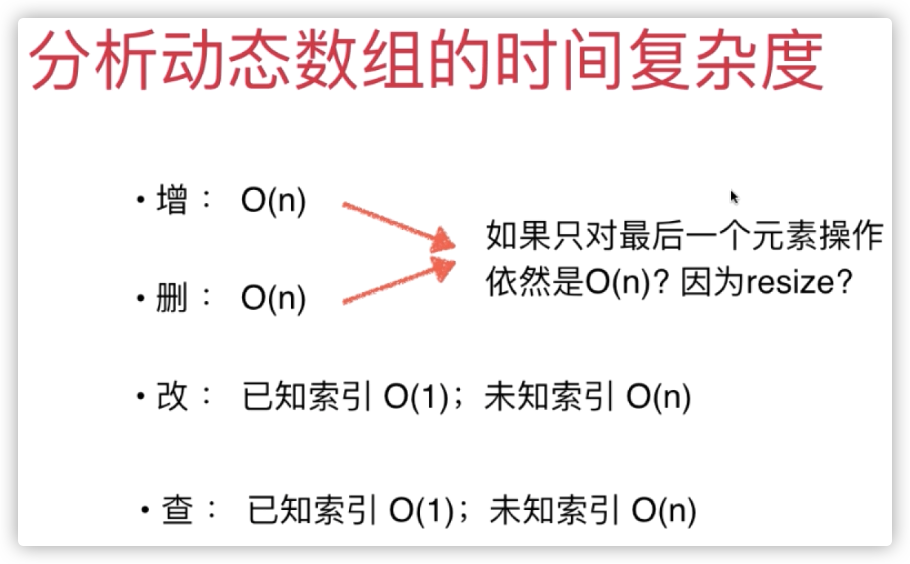 分析动态数组的时间复杂度
• 增： O(n)
如果只对最后一个元素操作
依然是O(n)? 因为resize?
• 删： O(n)
• 改： 已知索引 O(1)；未知索引 O(n)
• 查： 已知索引 O(1)；未知索引 O(n)